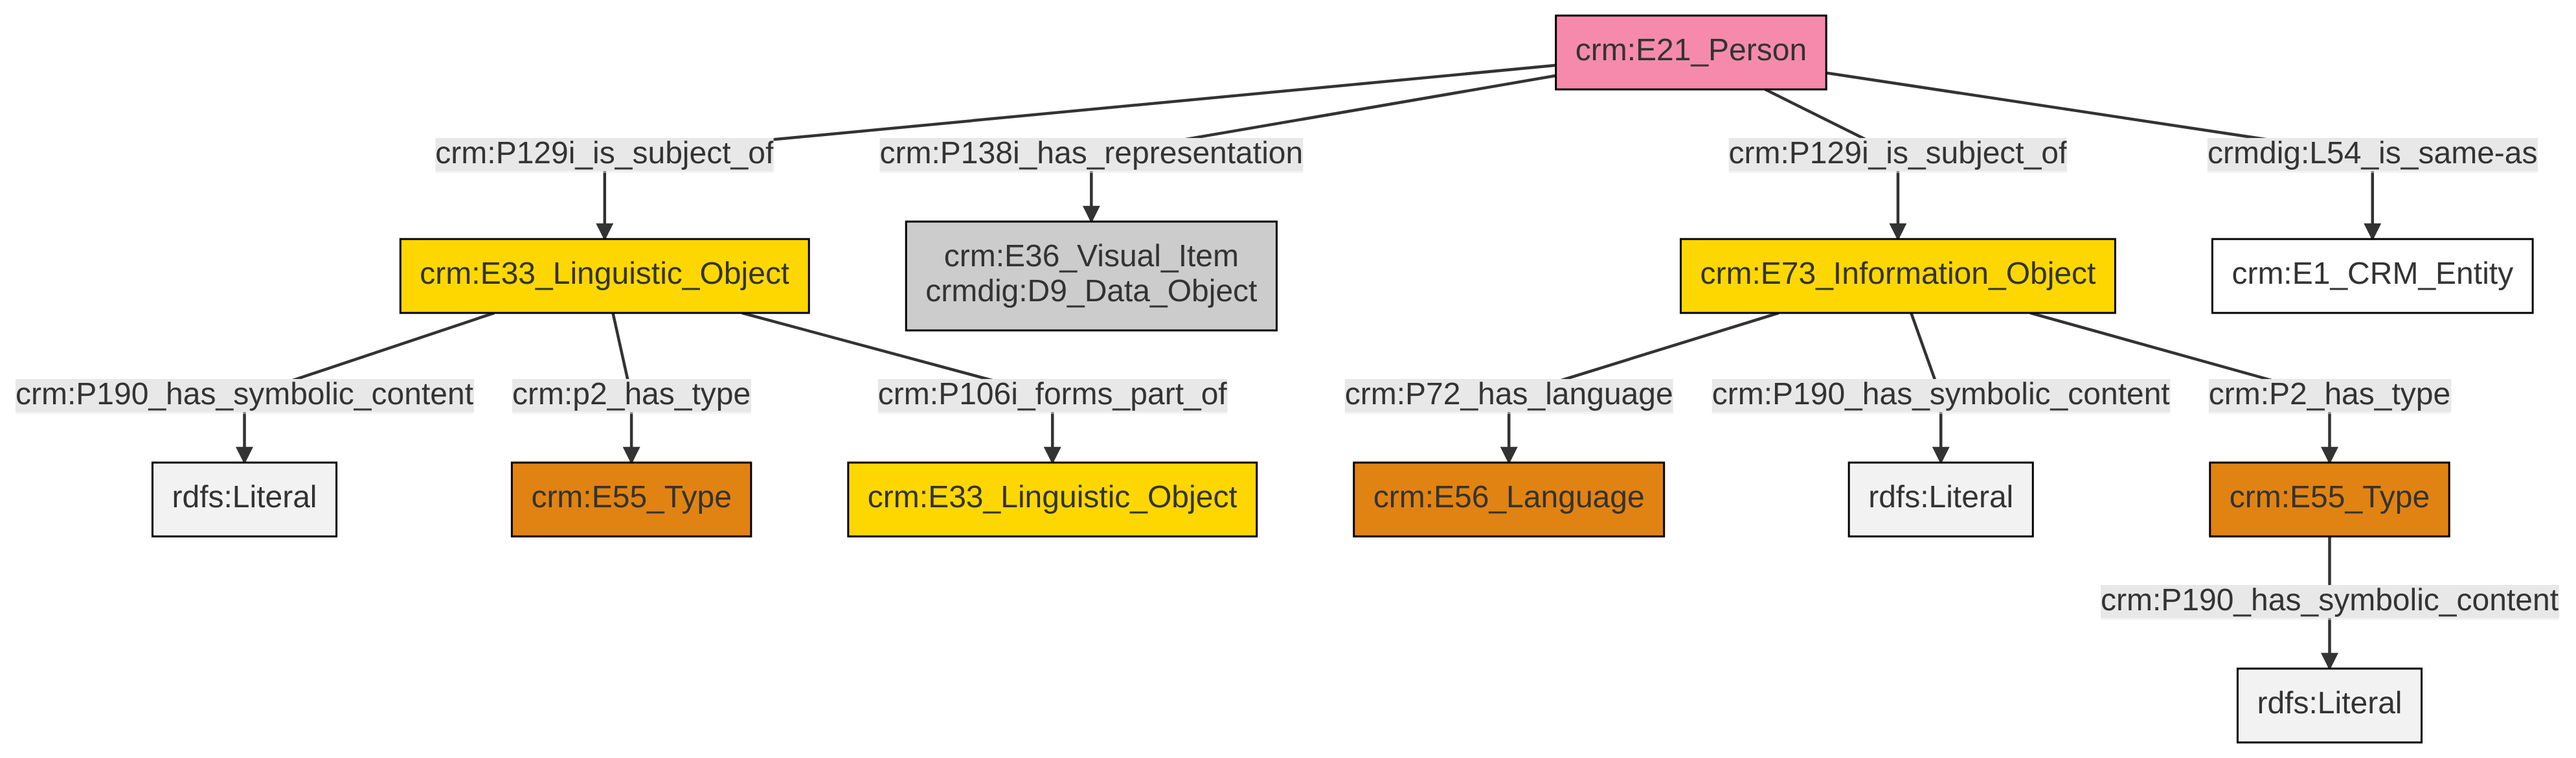 crm:E21_Person
crm:P129i_is_subject_of
crm:P138i_has_representation
crm:P129i_is_subject_of
crmdig:L54_is_same-as
crm:E33_Linguistic_Object
crm:E36_Visual_Item
crmdig:D9_Data_Object
crm:E73_Information_Object
crm:E1_CRM_Entity
crm:P190_has_symbolic_content
crm:p2_has_type
crm:P106i_forms_part_of
crm:P72_has_language
crm:P190_has_symbolic_content
crm:P2_has_type
rdfs:Literal
crm:E55_Type
crm:E33_Linguistic_Object
crm:E56_Language
rdfs:Literal
crm:E55_Type
crm:P190_has_symbolic_content
rdfs:Literal